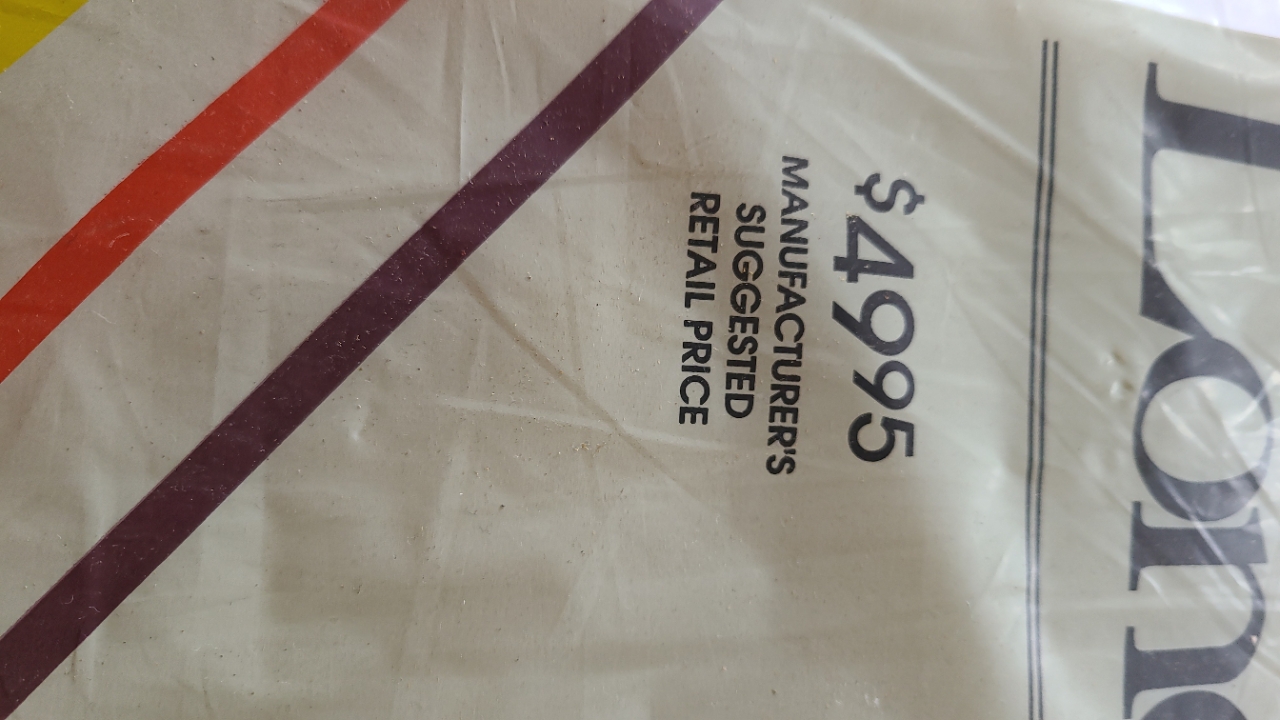 $4995
MANUFACTURER'S
SUGGESTED
RETAIL PRICE